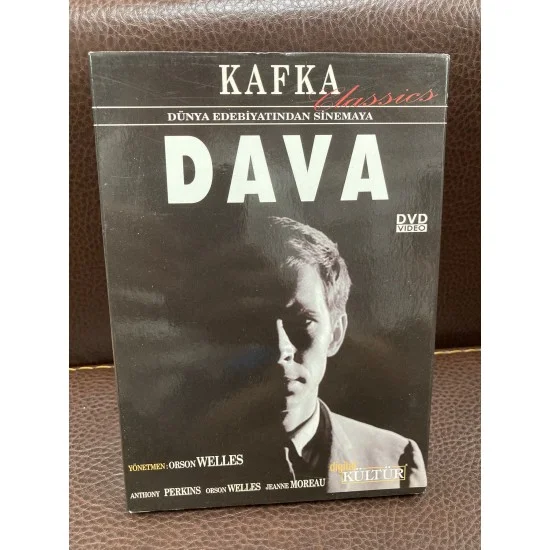 KAFKA
Classics
DÜNYA EDEBİYATINDAN SİNEMAYA
DAVA
DVD
VIDEO
YÖNETMEN: ORSON WELLES
digital
KÜLTÜR
ANTHONY PERKINS ORSON WELLES JEANNE MOREAU